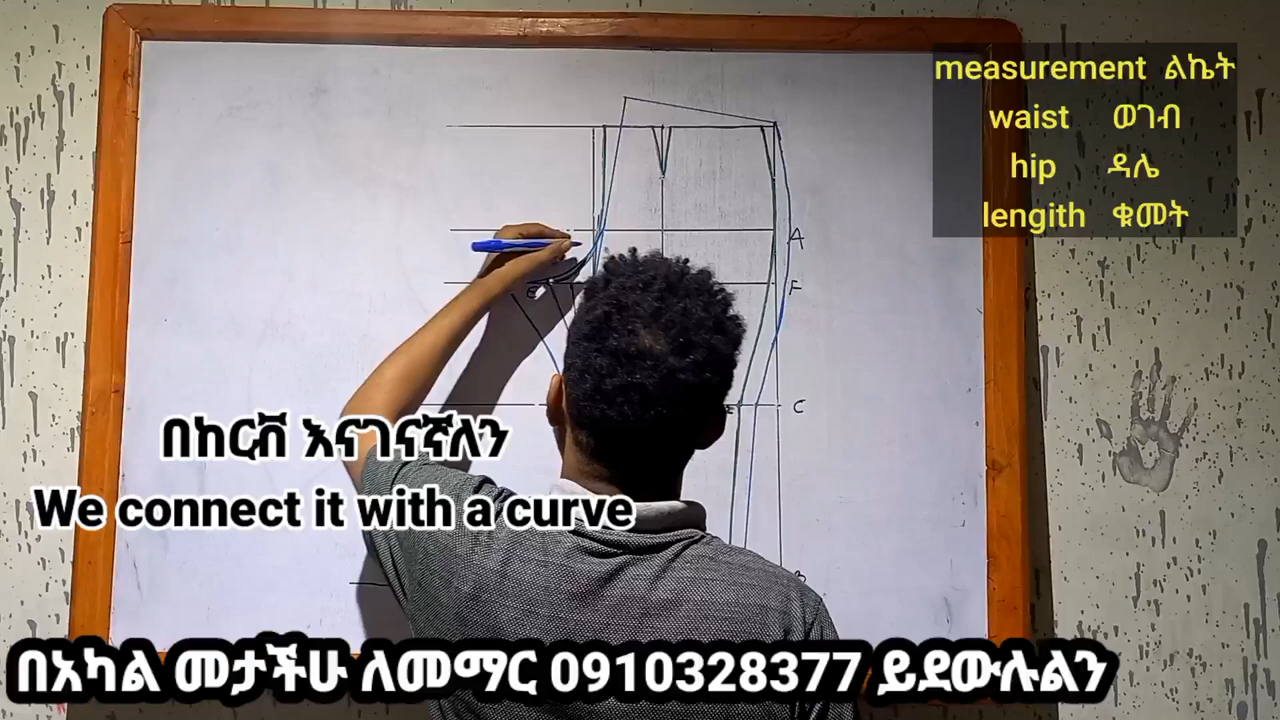 measurement ልኬት
waist ወገብ
hip ዳሌ
lengith ቁመት
A
F
C
በከርቭ እናገናኛለን
We connect it with a curve
በአካል መታችሁ ለመማር 0910328377 ይደውሉልን